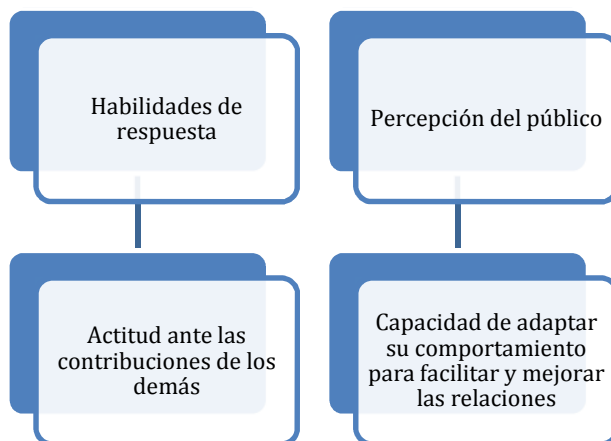 Habilidades de
respuesta
Percepción del público
Actitud ante las
contribuciones de los
demás
Capacidad de adaptar
su comportamiento
para facilitar y mejorar
las relaciones